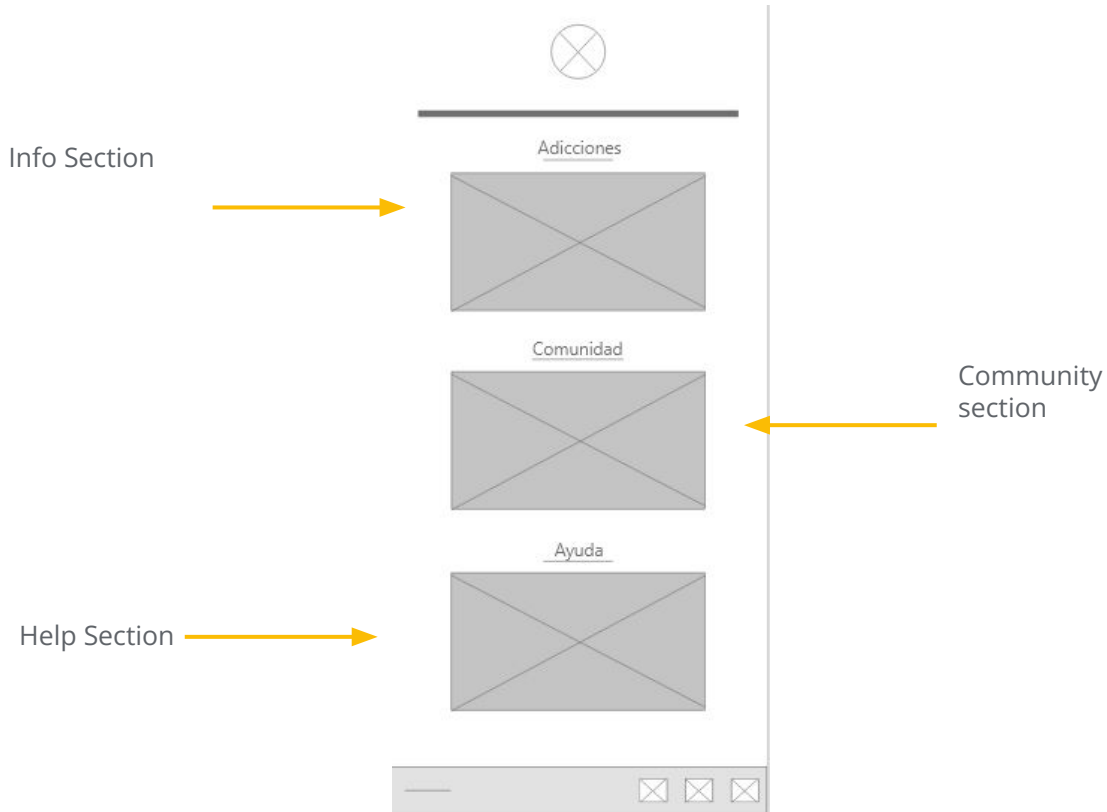 Info Section
Adicciones
Comunidad
Community
section
Ayuda
Help Section